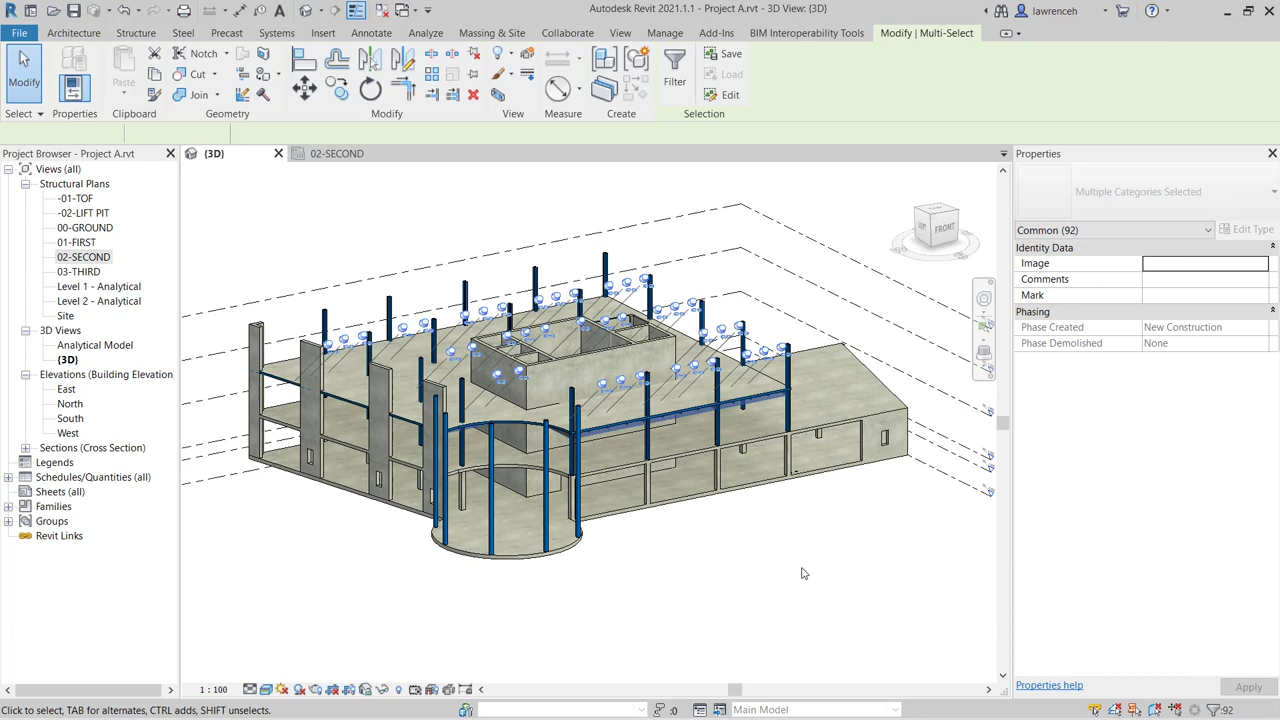 Autodesk Revit 2021.1.1 - Project A.rvt - 3D View: {3D}
lawrenceh
File Architecture Structure Steel Precast Systems Insert Annotate Analyze Massing & Site Collaborate View Manage Add-Ins BIM Interoperability Tools Modify | Multi-Select
Modify
Paste
Notch
Cut
Join
Filter
Save
Load
Edit
Select Properties Clipboard Geometry Modify View Measure Create Selection
Project Browser - Project A.rvt
{3D}
02-SECOND
Views (all)
Structural Plans
-01-TOF
-02-LIFT PIT
00-GROUND
01-FIRST
02-SECOND
03-THIRD
Level 1 - Analytical
Level 2 - Analytical
Site
3D Views
Analytical Model
{3D}
Elevations (Building Elevation
East
North
South
West
Sections (Cross Section)
Legends
Schedules/Quantities (all)
Sheets (all)
Families
Groups
Revit Links
FRONT
Properties
Multiple Categories Selected
Common (92)
Edit Type
Identity Data
Image
Comments
Mark
Phasing
Phase Created New Construction
Phase Demolished None
Properties help
Apply
1 : 100
Click to select, TAB for alternates, CTRL adds, SHIFT unselects.
:0
Main Model
:92